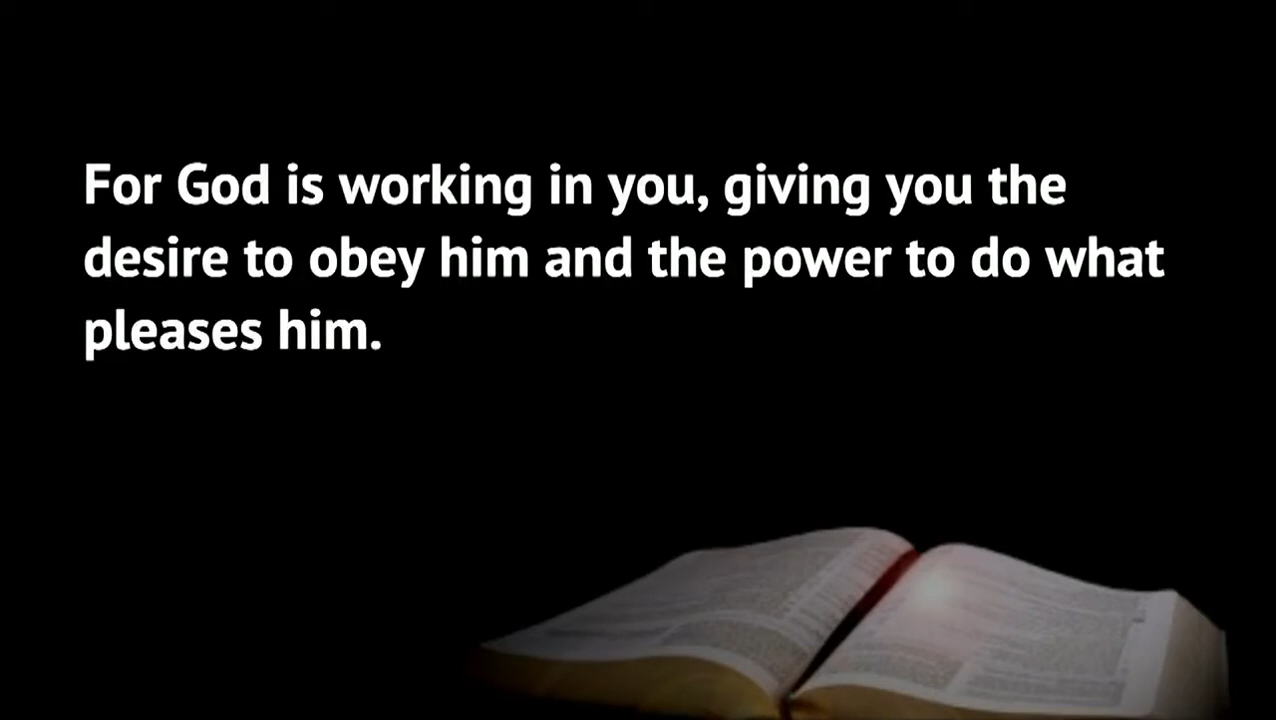 For God is working in you, giving you the
desire to obey him and the power to do what
pleases him.